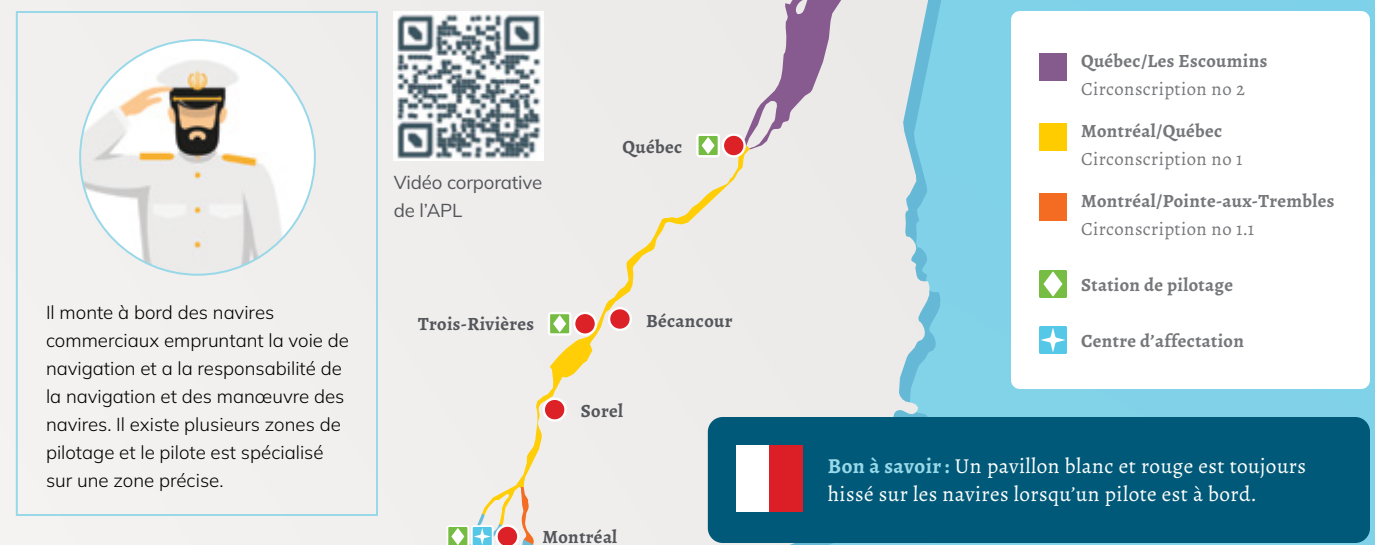 Il monte à bord des navires
commerciaux empruntant la voie de
navigation et a la responsabilité de
la navigation et des manœuvre des
navires. Il existe plusieurs zones de
pilotage et le pilote est spécialisé
sur une zone précise.
Vidéo corporative
de l'APL
Québec
Trois-Rivières
Bécancour
Sorel
Montréal
Québec/Les Escoumins
Circonscription no 2
Montréal/Québec
Circonscription no 1
Montréal/Pointe-aux-Trembles
Circonscription no 1.1
Station de pilotage
Centre d'affectation
Bon à savoir : Un pavillon blanc et rouge est toujours
hissé sur les navires lorsqu'un pilote est à bord.